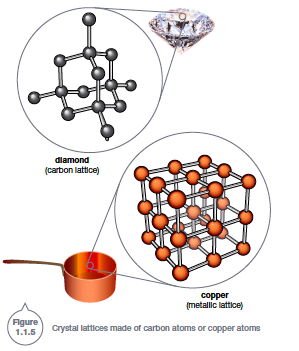 diamond
(carbon lattice)
copper
(metallic lattice)
Figure
1.1.5
Crystal lattices made of carbon atoms or copper atoms